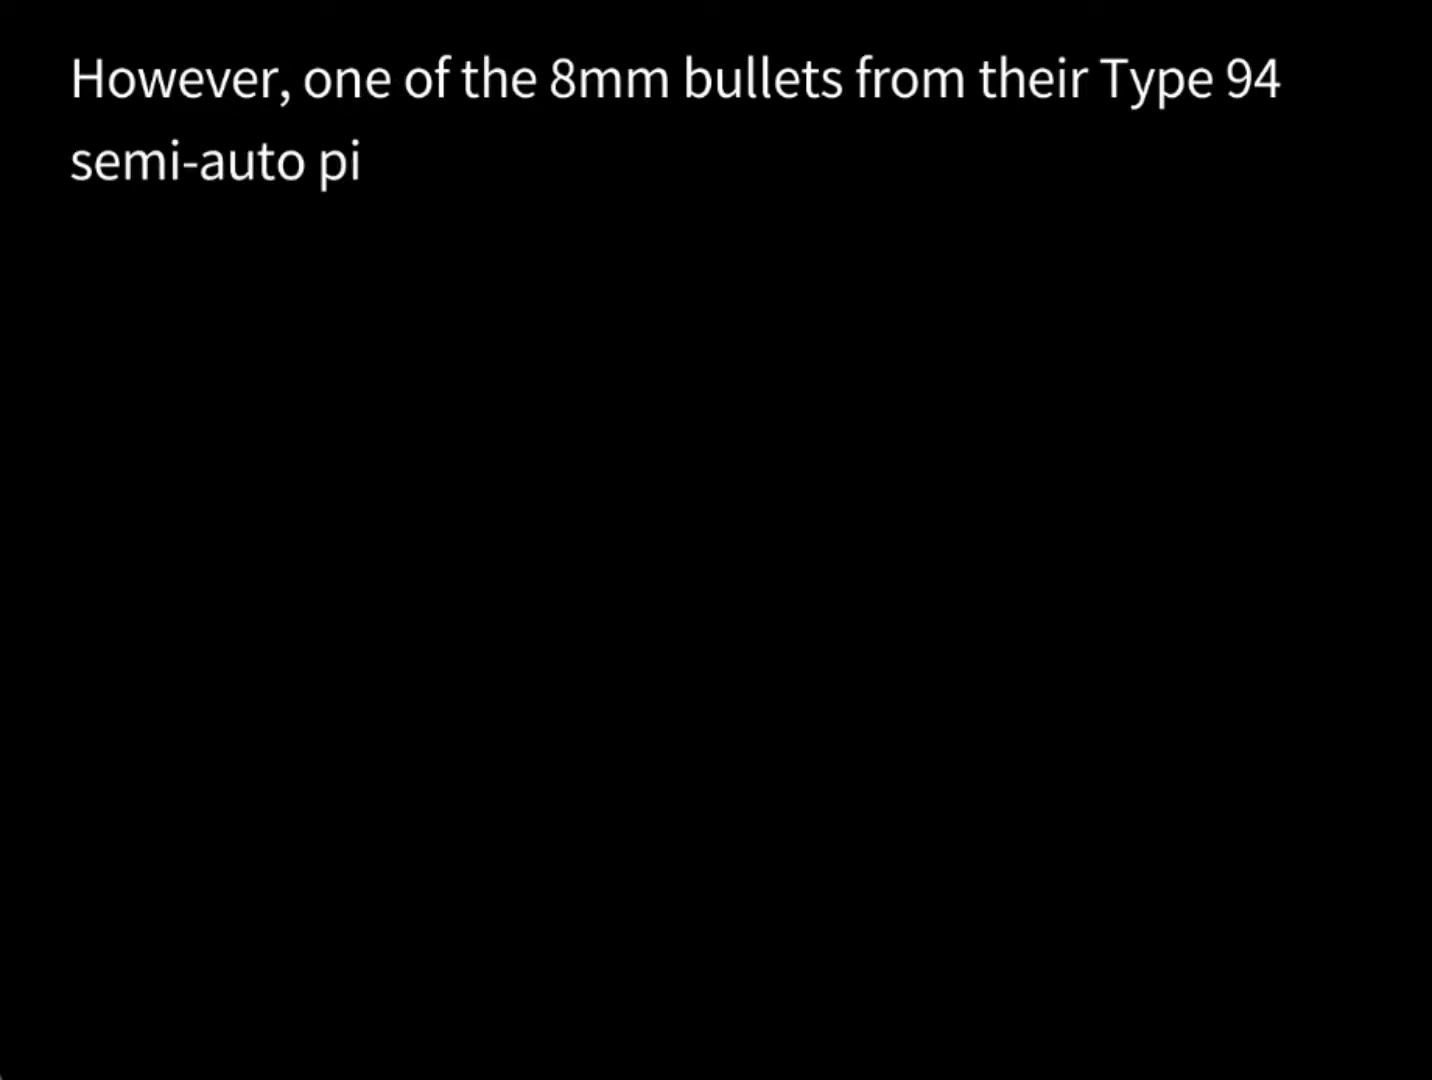 However, one of the 8mm bullets from their Type 94
semi-auto pi